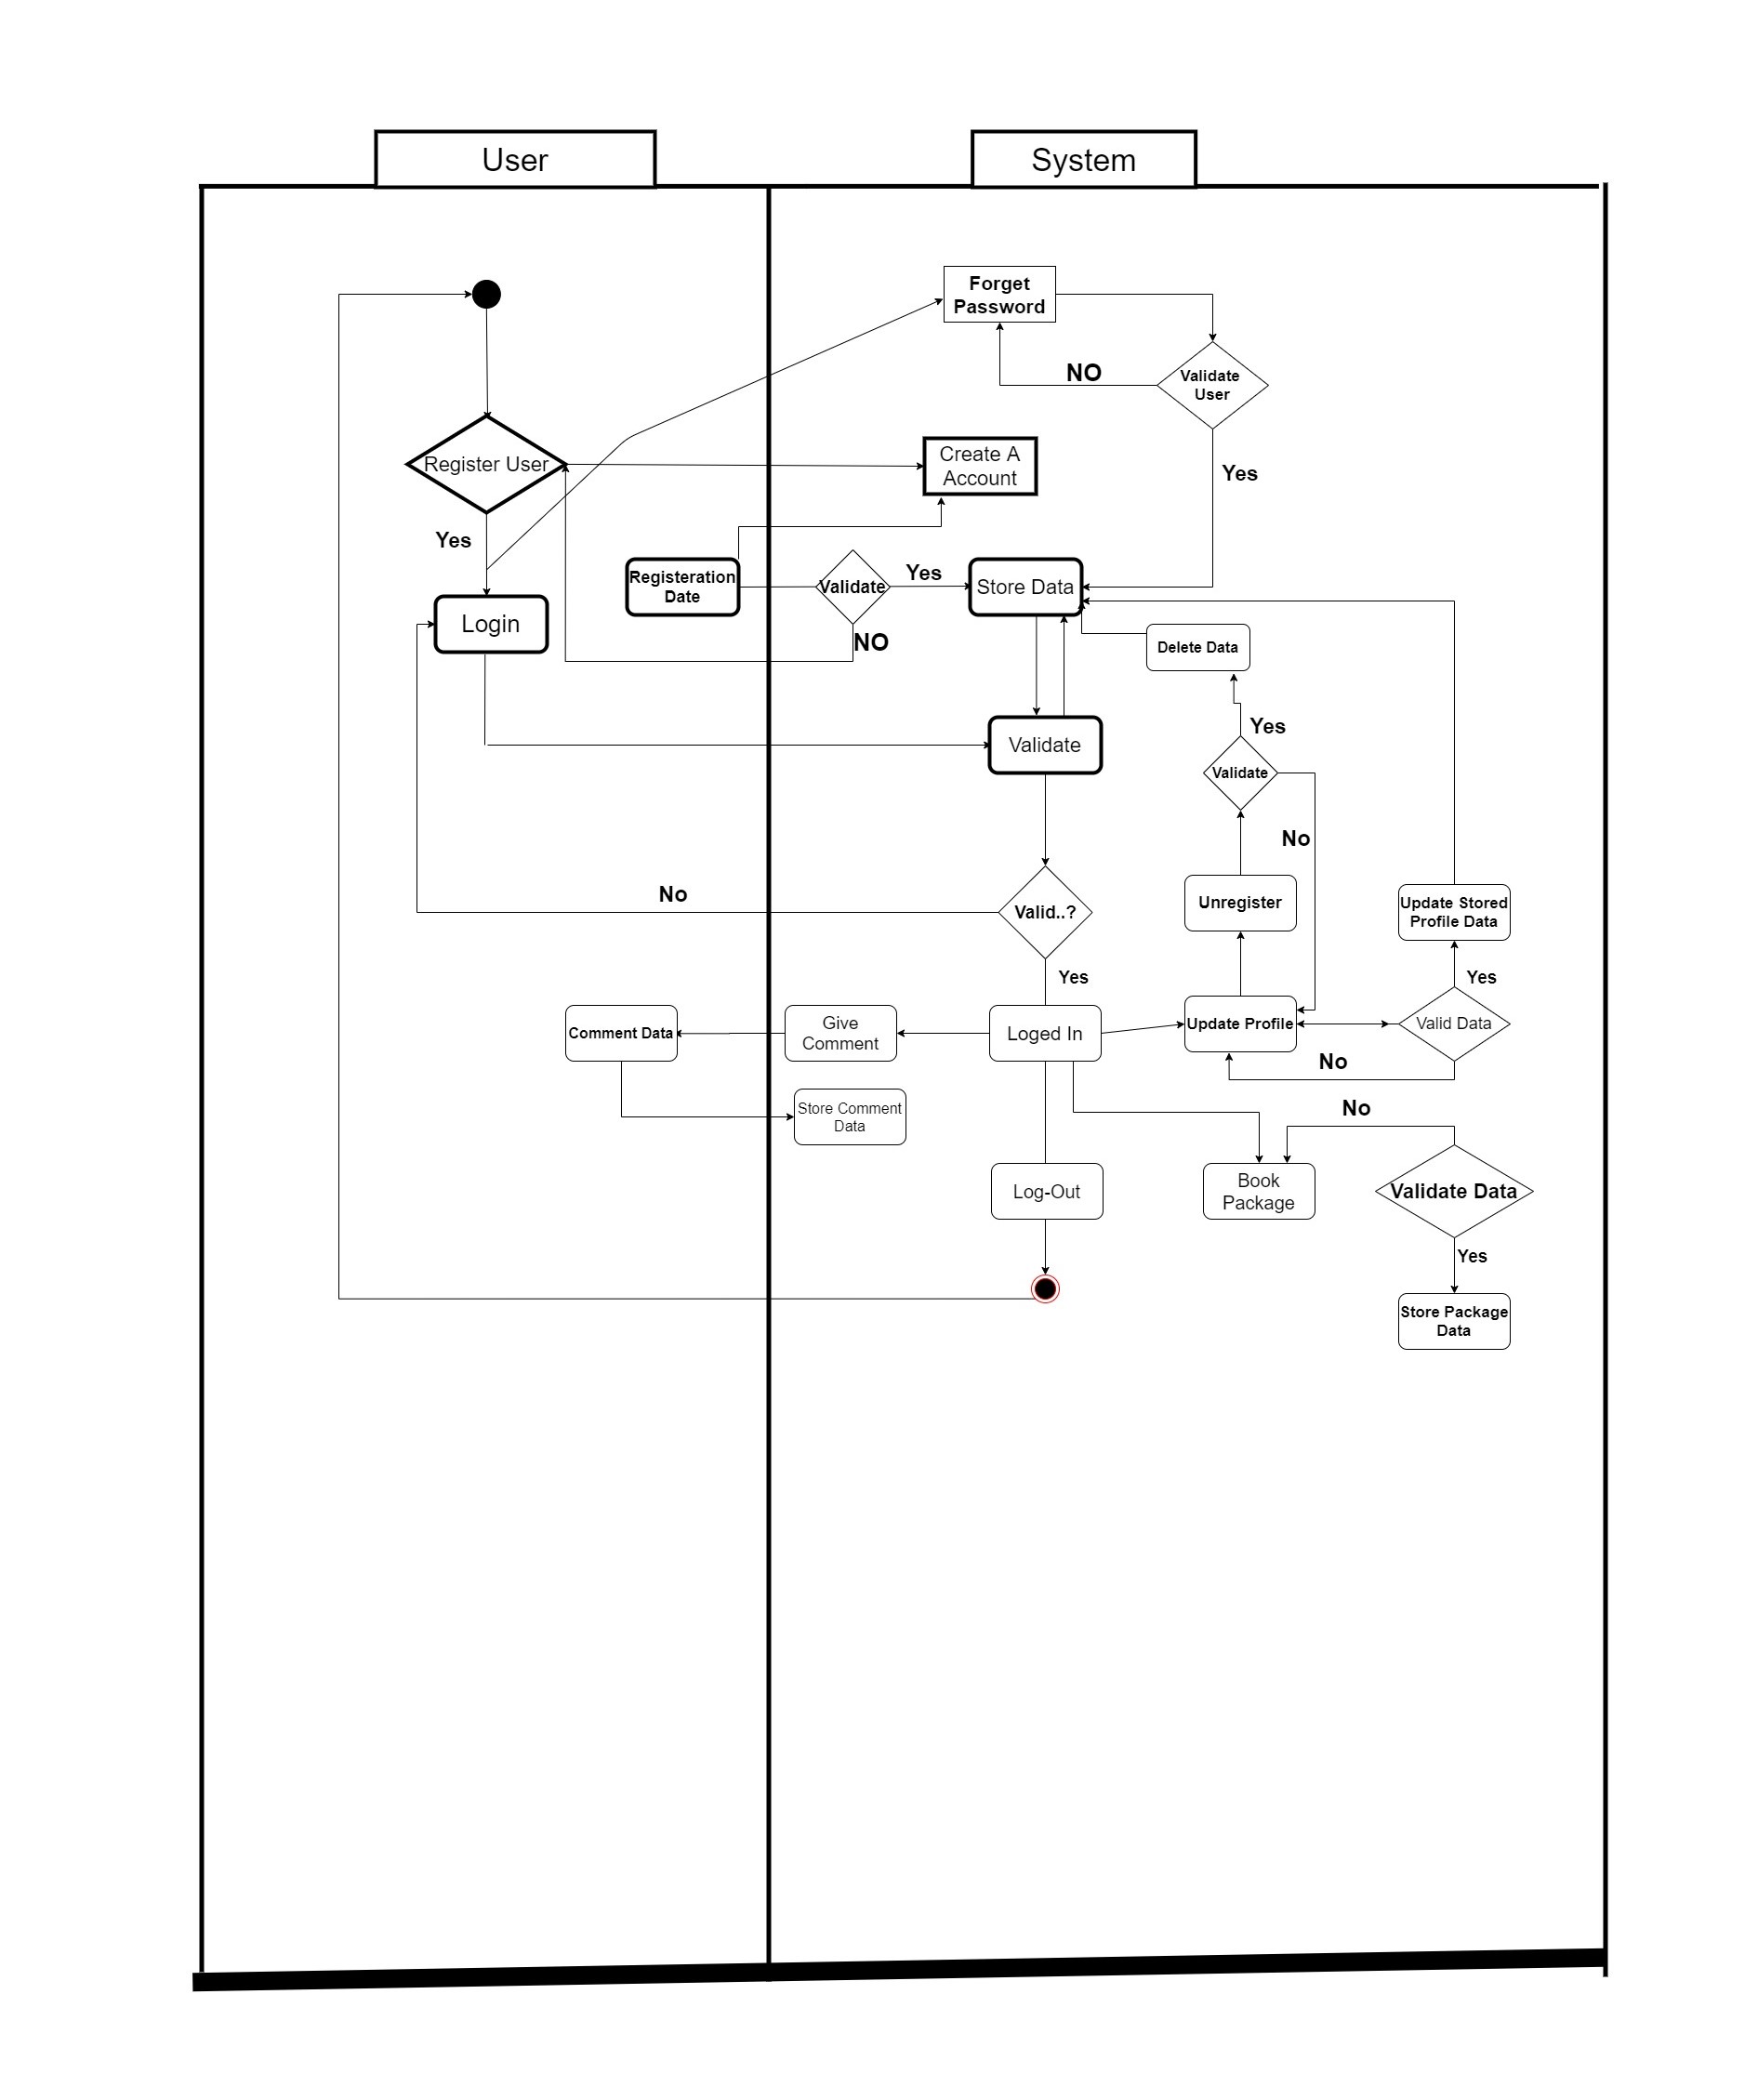 User
System
Forget
Password
NO
Validate
User
Register User
Create A
Account
Yes
Yes
Registeration
Date
Validate
Yes
Store Data
Login
NO
Delete Data
Yes
Validate
Validate
No
No
Valid..?
Unregister
Update Stored
Profile Data
Yes
Yes
Comment Data
Give
Comment
Loged In
Update Profile
Valid Data
No
Store Comment
Data
No
Log-Out
Book
Package
Validate Data
Yes
Store Package
Data